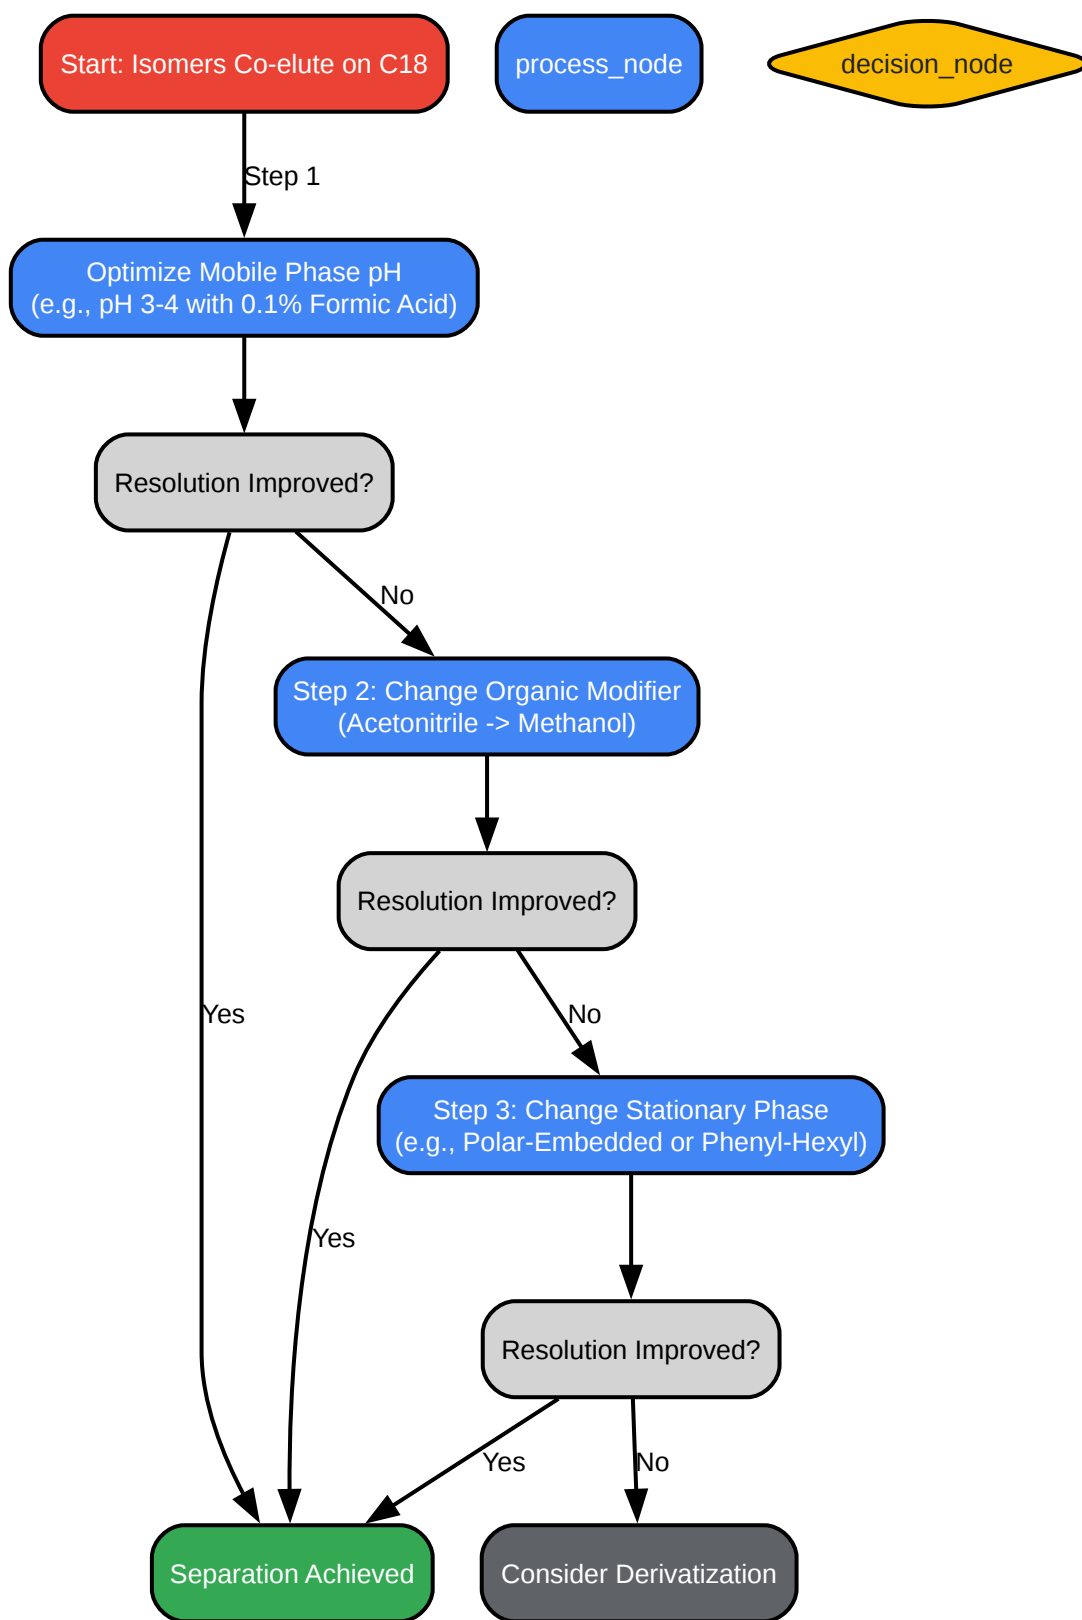 Start: Isomers Co-elute on C18
process_node
decision_node
Step 1
Optimize Mobile Phase pH
(e.g., pH 3-4 with 0.1% Formic Acid)
Resolution Improved?
No
Step 2: Change Organic Modifier
(Acetonitrile -> Methanol)
Resolution Improved?
Yes
No
Step 3: Change Stationary Phase
(e.g., Polar-Embedded or Phenyl-Hexyl)
Yes
Resolution Improved?
Yes
No
Separation Achieved
Consider Derivatization